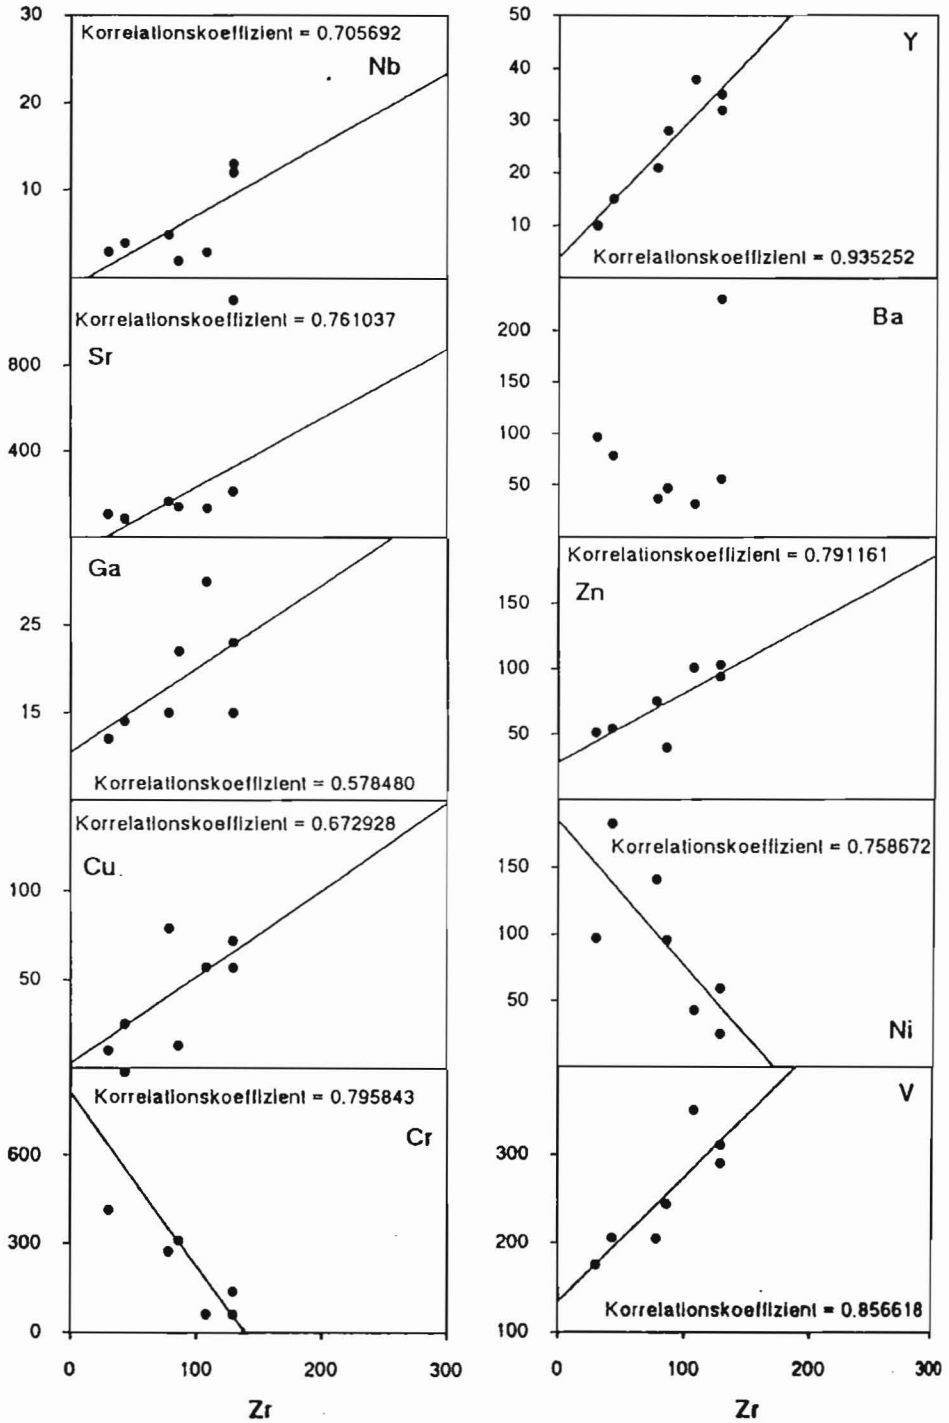 30
Korrelationskoeffizient = 0.705692
Nb
20
10
50
Y
40
30
20
10
Korrelationskoeffizient = 0.935252
Korrelationskoeffizient = 0.761037
Sr
800
400
Ba
200
150
100
50
Ga
25
15
Korrelationskoeffizient = 0.578480
Korrelationskoeffizient = 0.791161
Zn
150
100
50
Korrelationskoeffizient = 0.672928
Cu
100
50
Korrelationskoeffizient = 0.758672
150
100
50
Ni
Korrelationskoeffizient = 0.795843
Cr
600
300
0
0 100 200 300
Zr
V
300
200
Korrelationskoeffizient = 0.856618
100
0 100 200 300
Zr